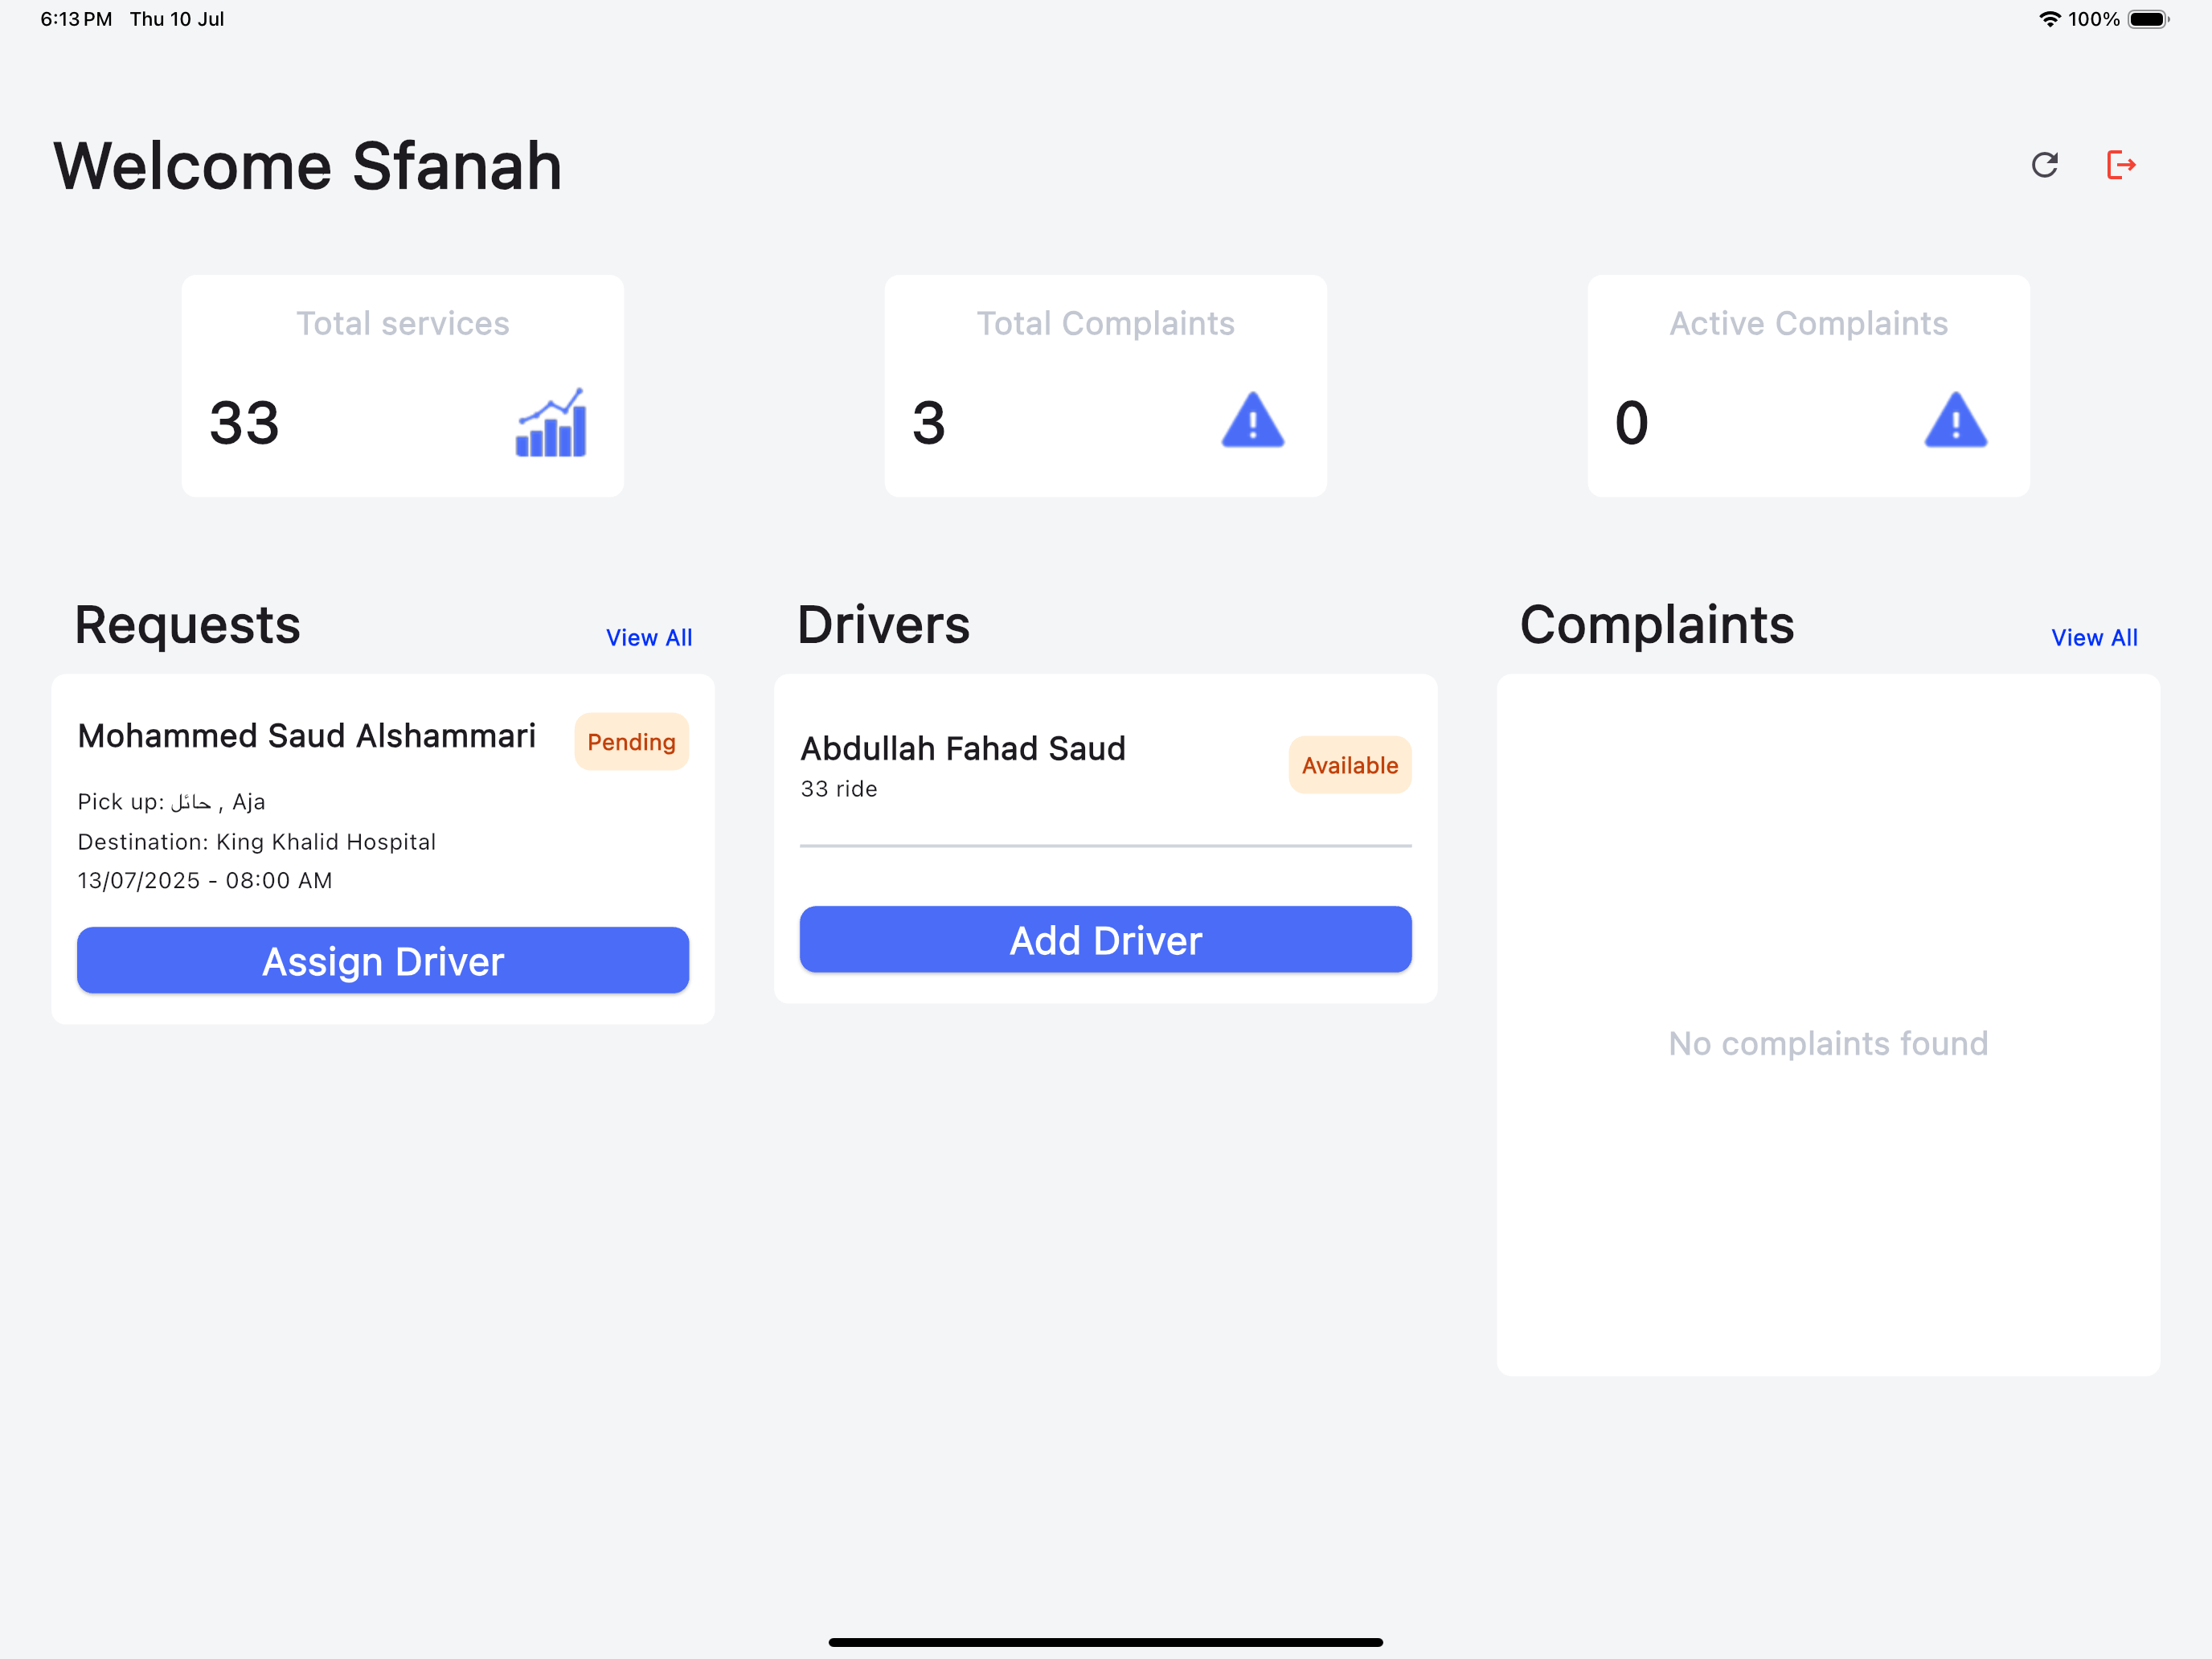 6:13 PM Thu 10 Jul
100%
Welcome Sfanah
Total services
33
Total Complaints
3
Active Complaints
0
Requests
View All
Mohammed Saud Alshammari
Pending
Pick up: حائل , Aja
Destination: King Khalid Hospital
13/07/2025 - 08:00 AM
Assign Driver
Drivers
Abdullah Fahad Saud
33 ride
Available
Add Driver
Complaints
View All
No complaints found